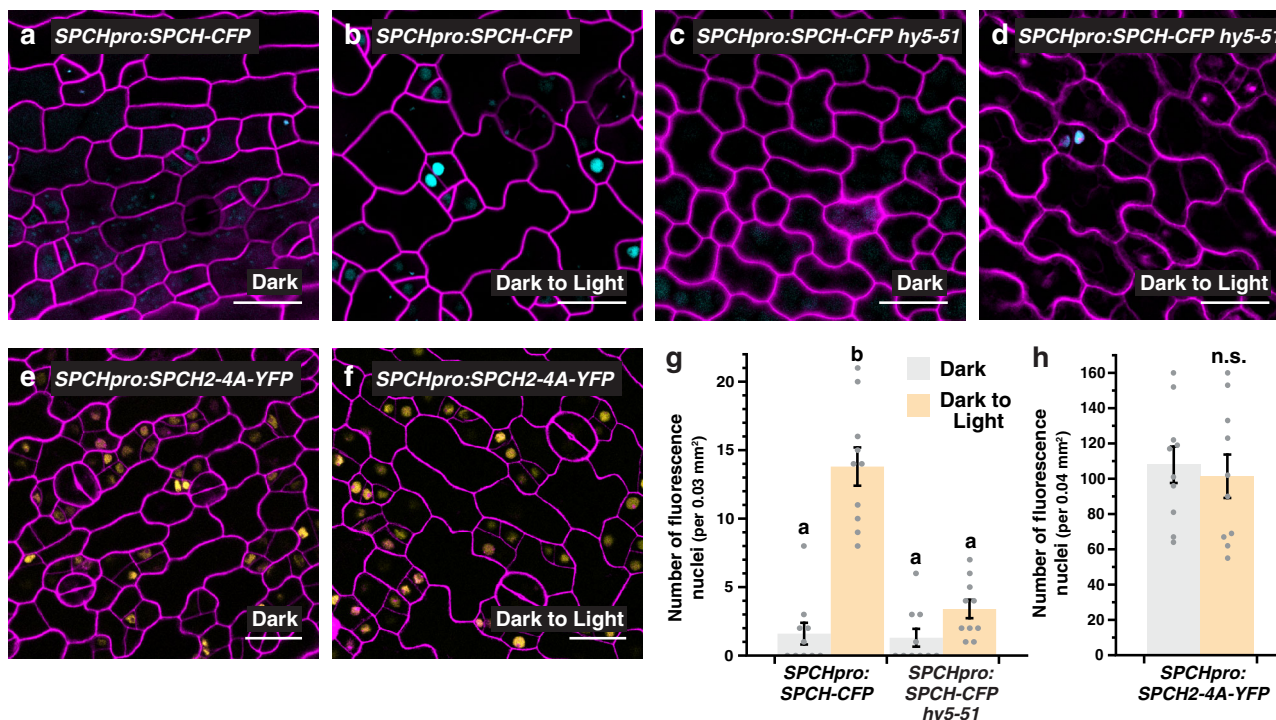 a SPCHpro:SPCH-CFP
Dark
b SPCHpro:SPCH-CFP
Dark to Light
c SPCHpro:SPCH-CFP hy5-51
Dark
d SPCHpro:SPCH-CFP hy5-51
Dark to Light
e SPCHpro:SPCH2-4A-YFP
Dark
f SPCHpro:SPCH2-4A-YFP
Dark to Light
g
Number of fluorescence
nuclei (per 0.03 mm²)
20
15
10
5
0
a
b
a
a
Dark
Dark to
Light
SPCHpro:
SPCH-CFP
SPCHpro:
SPCH-CFP
hy5-51
h
Number of fluorescence
nuclei (per 0.04 mm²)
160
140
120
100
80
60
40
20
0
n.s.
SPCHpro:
SPCH2-4A-YFP